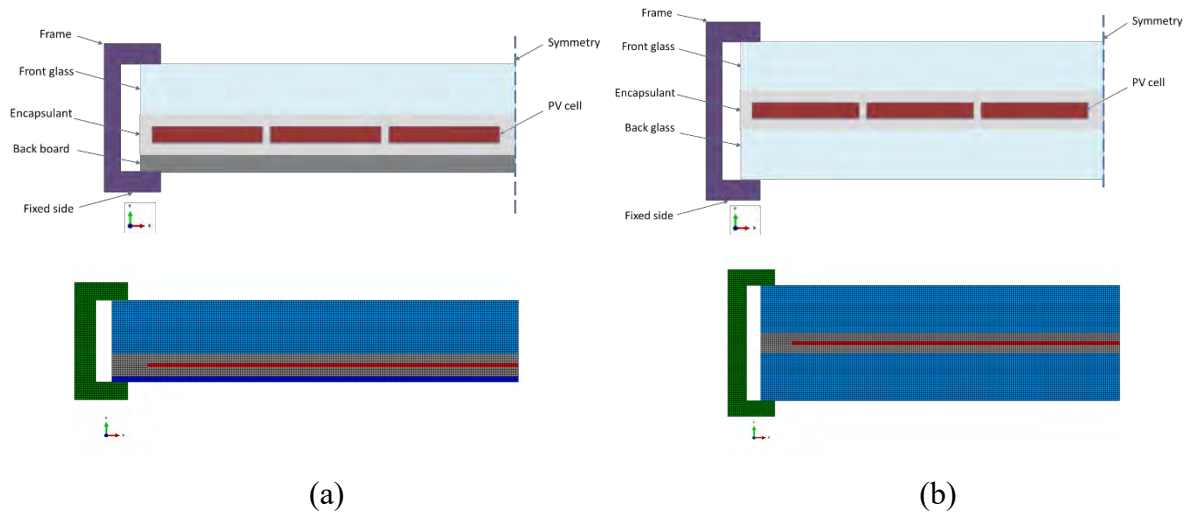 Frame
Front glass
Encapsulant
Back board
Fixed side
Symmetry
PV cell
Y
X
Frame
Front glass
Encapsulant
Back glass
Fixed side
Symmetry
PV cell
X
(a)
(b)